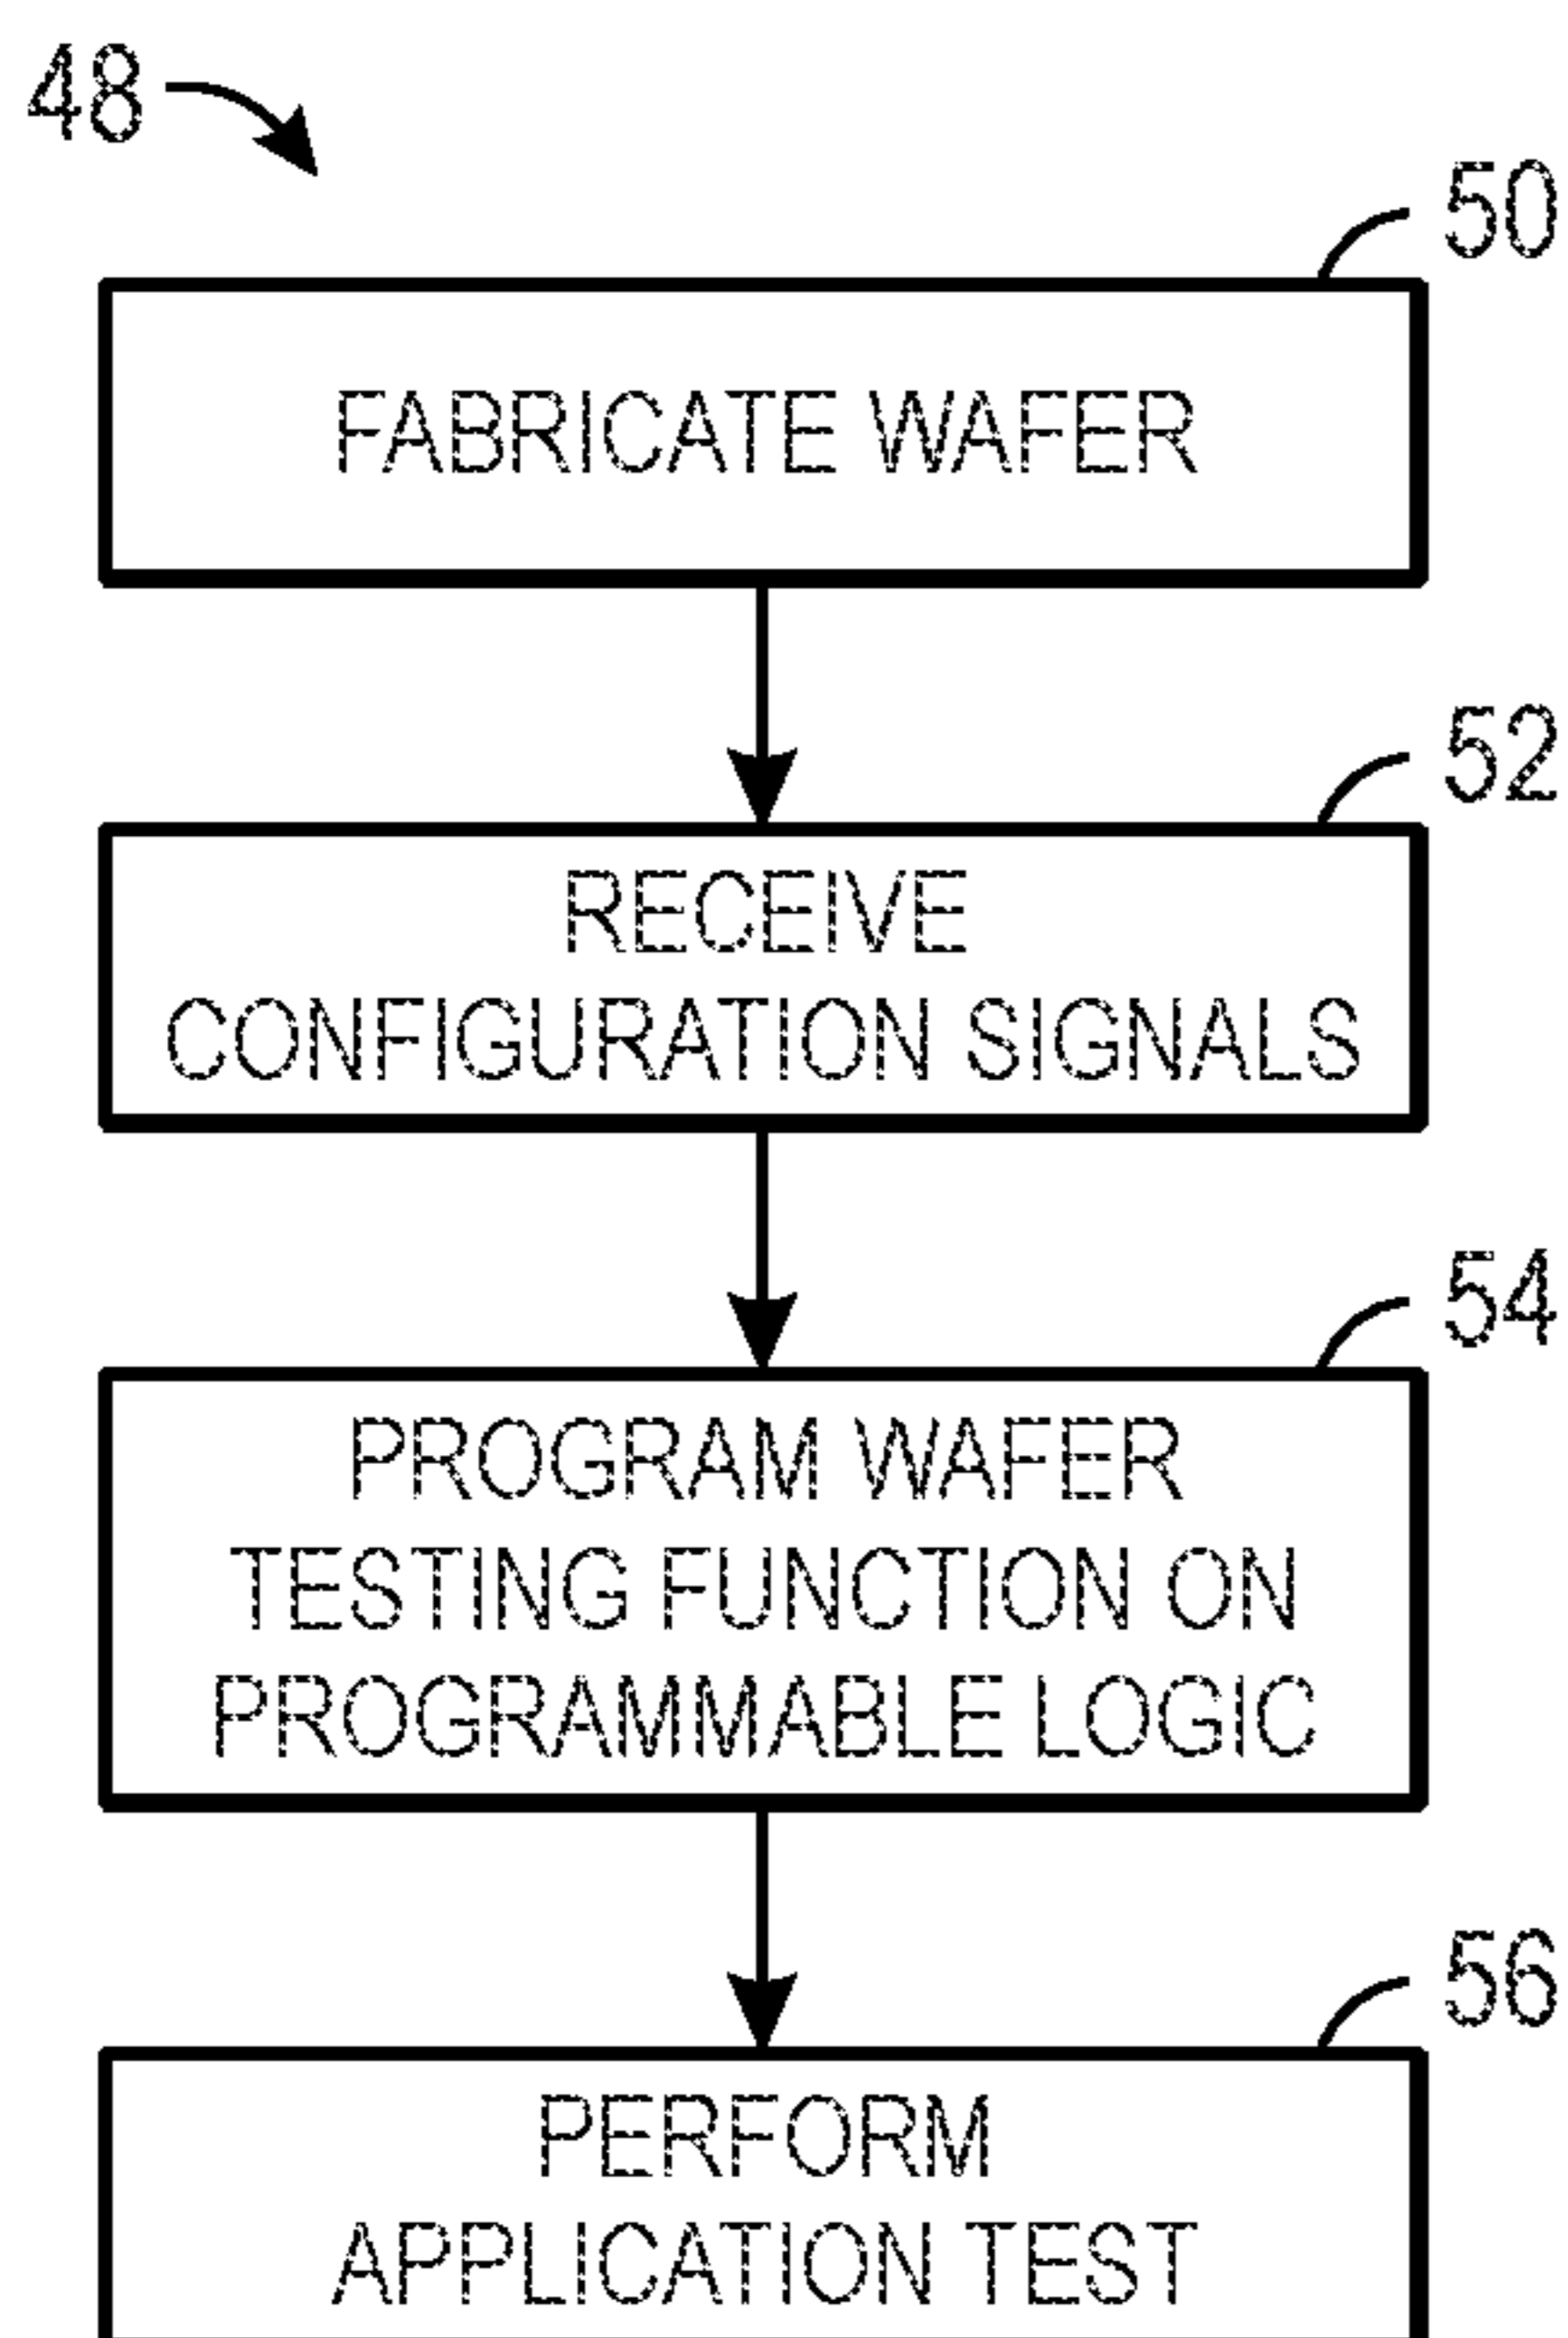 48
50
FABRICATE WAFER
52
RECEIVE
CONFIGURATION SIGNALS
54
PROGRAM WAFER
TESTING FUNCTION ON
PROGRAMMABLE LOGIC
56
PERFORM
APPLICATION TEST